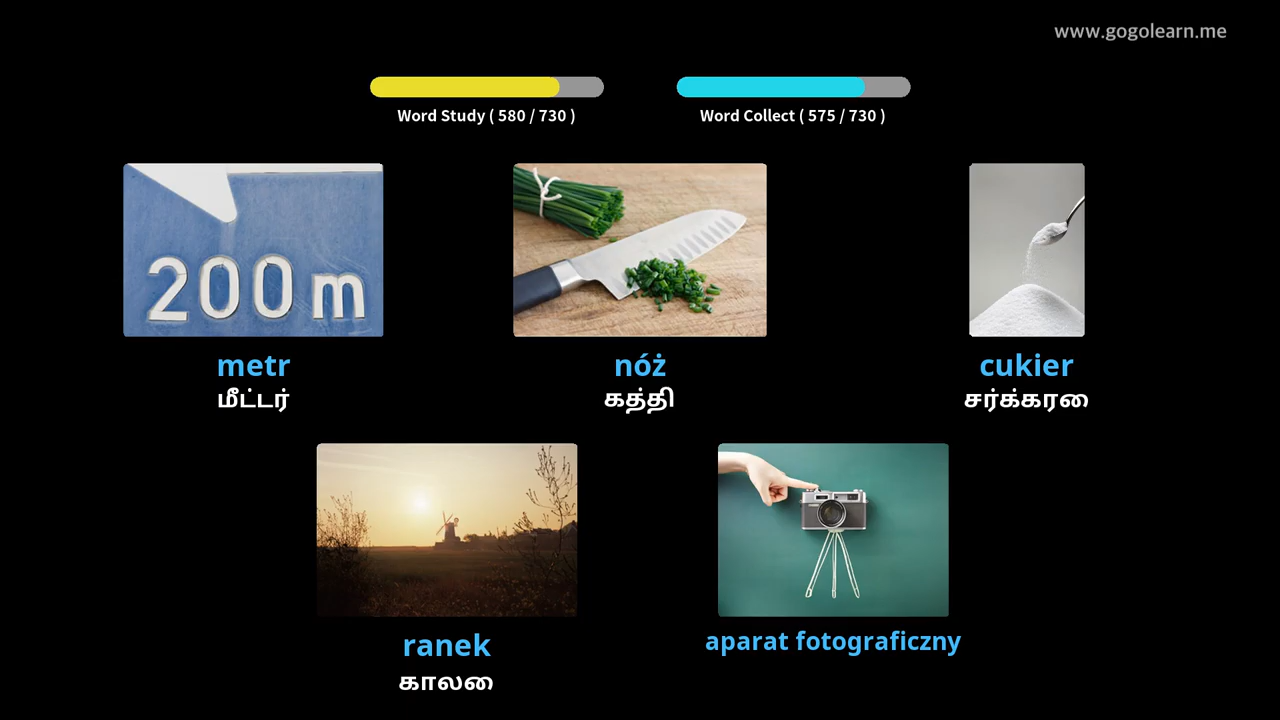 www.gogolearn.me
Word Study ( 580 / 730 )
Word Collect ( 575 / 730 )
200 m
metr
மீட்டர்
nóż
கத்தி
cukier
சர்க்கரை
ranek
காலை
aparat fotograficzny